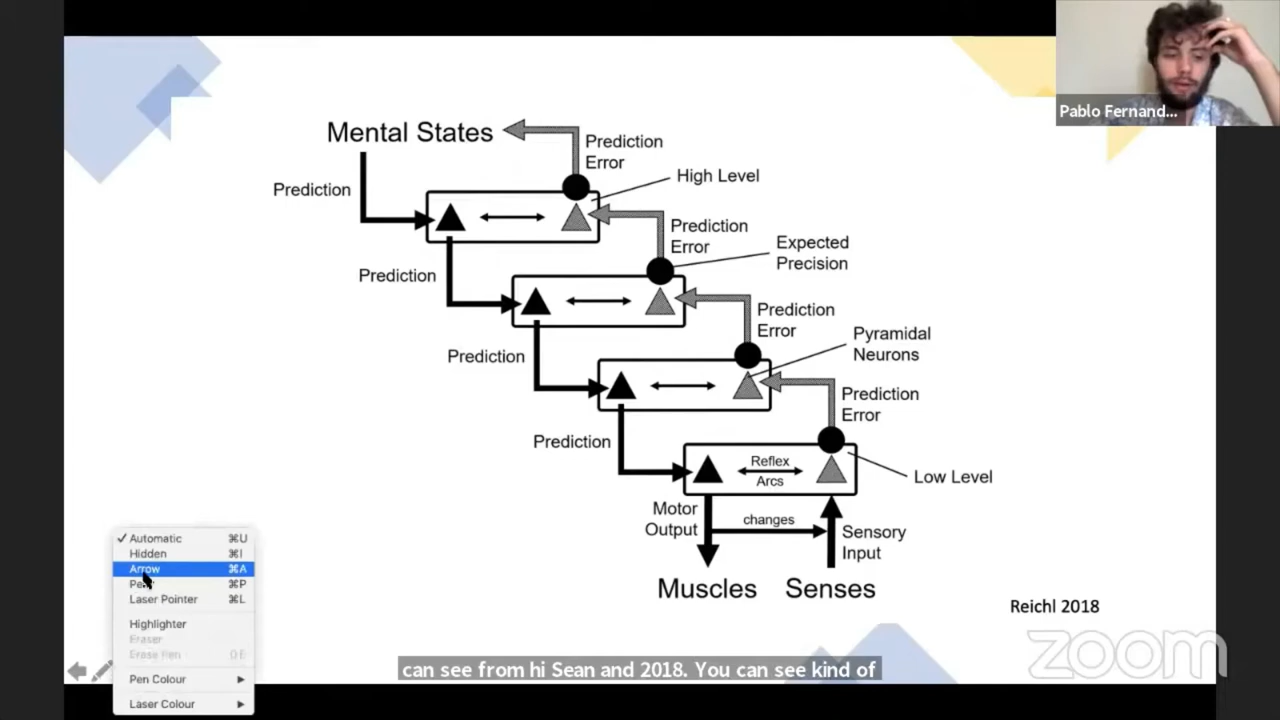 Pablo Fernand...
Mental States
Prediction
Error
Prediction
High Level
Prediction
Error
Expected
Precision
Prediction
Prediction
Error
Pyramidal
Neurons
Prediction
Prediction
Error
Prediction
Reflex
Arcs
Low Level
Motor
Output
changes
Sensory
Input
Muscles Senses
Reichl 2018
✓ Automatic ⌘U
Hidden ⌘I
Arrow ⌘A
⌘P
Laser Pointer ⌘L
Highlighter
Eraser
Erase Pen
Pen Colour
Laser Colour
can see from hi Sean and 2018. You can see kind of
zoom